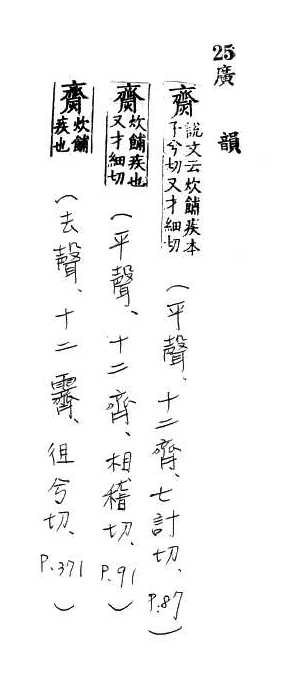 25 廣韻
齌說文云炊餔疾本
子兮切又才細切
（平聲、十二齊、七計切、P.87）
齌炊餔疾也
又才細切
（平聲、十二齊、相稽切、P.91）
齌炊餔
疾也
（去聲、十二霽、徂兮切、P.371）